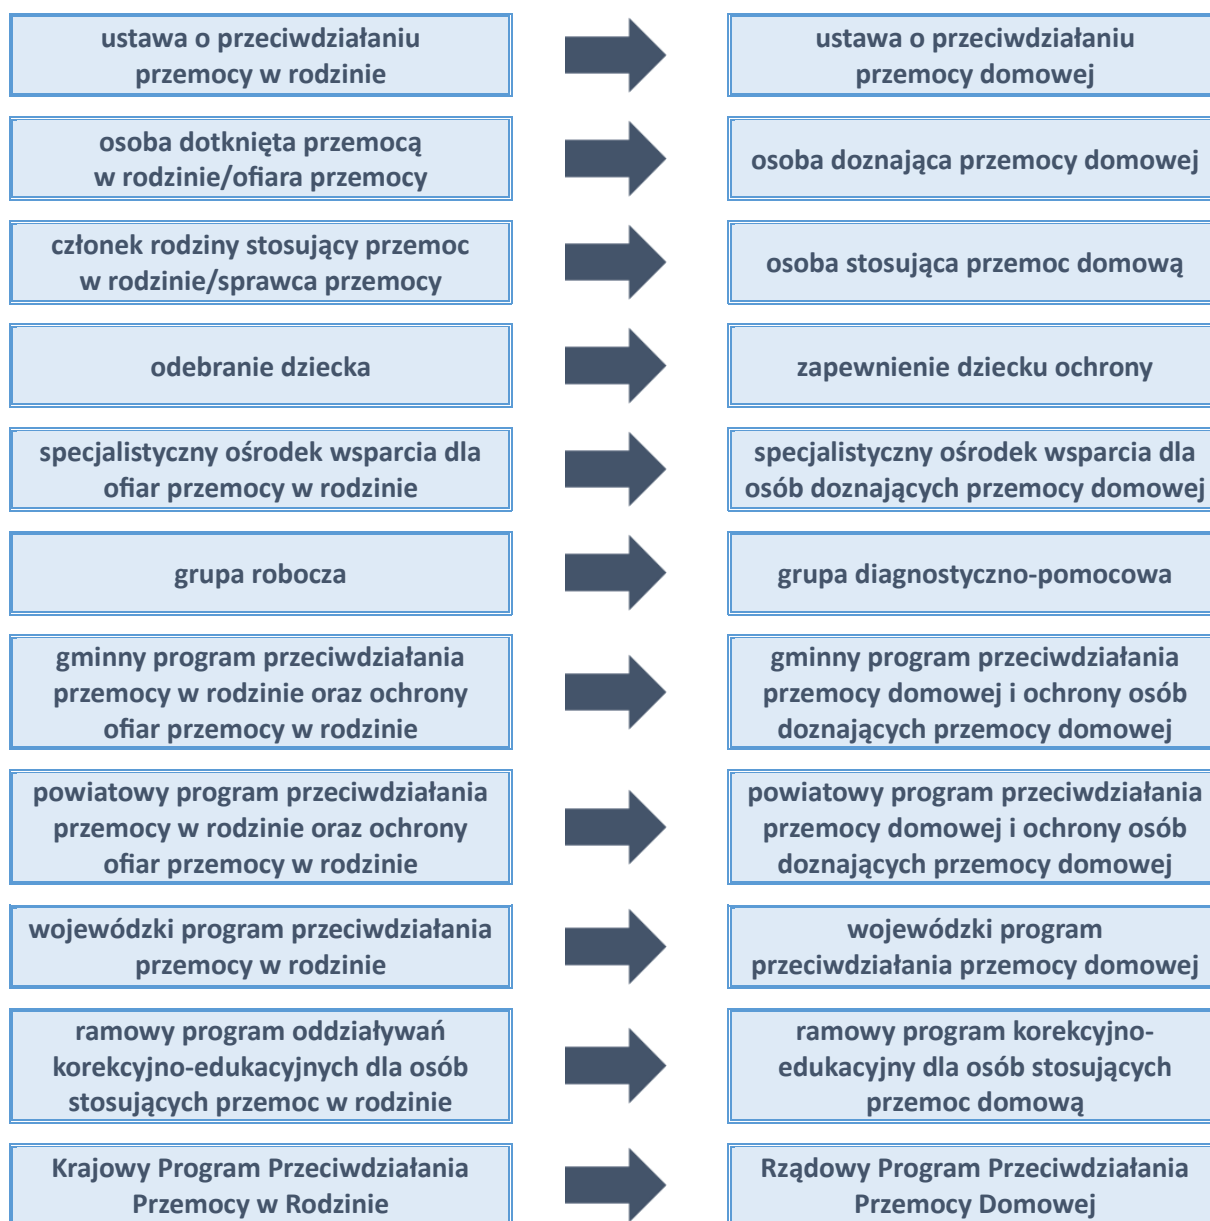 ustawa o przeciwdziałaniu
przemocy w rodzinie
ustawa o przeciwdziałaniu
przemocy domowej
osoba dotknięta przemocą
w rodzinie/ofiara przemocy
osoba doznająca przemocy domowej
członek rodziny stosujący przemoc
w rodzinie/sprawca przemocy
osoba stosująca przemoc domową
odebranie dziecka
zapewnienie dziecku ochrony
specjalistyczny ośrodek wsparcia dla
ofiar przemocy w rodzinie
specjalistyczny ośrodek wsparcia dla
osób doznających przemocy domowej
grupa robocza
grupa diagnostyczno-pomocowa
gminny program przeciwdziałania
przemocy w rodzinie oraz ochrony
ofiar przemocy w rodzinie
gminny program przeciwdziałania
przemocy domowej i ochrony osób
doznających przemocy domowej
powiatowy program przeciwdziałania
przemocy w rodzinie oraz ochrony
ofiar przemocy w rodzinie
powiatowy program przeciwdziałania
przemocy domowej i ochrony osób
doznających przemocy domowej
wojewódzki program przeciwdziałania
przemocy w rodzinie
wojewódzki program
przeciwdziałania przemocy domowej
ramowy program oddziaływań
korekcyjno-edukacyjnych dla osób
stosujących przemoc w rodzinie
ramowy program korekcyjno-
edukacyjny dla osób stosujących
przemoc domową
Krajowy Program Przeciwdziałania
Przemocy w Rodzinie
Rządowy Program Przeciwdziałania
Przemocy Domowej